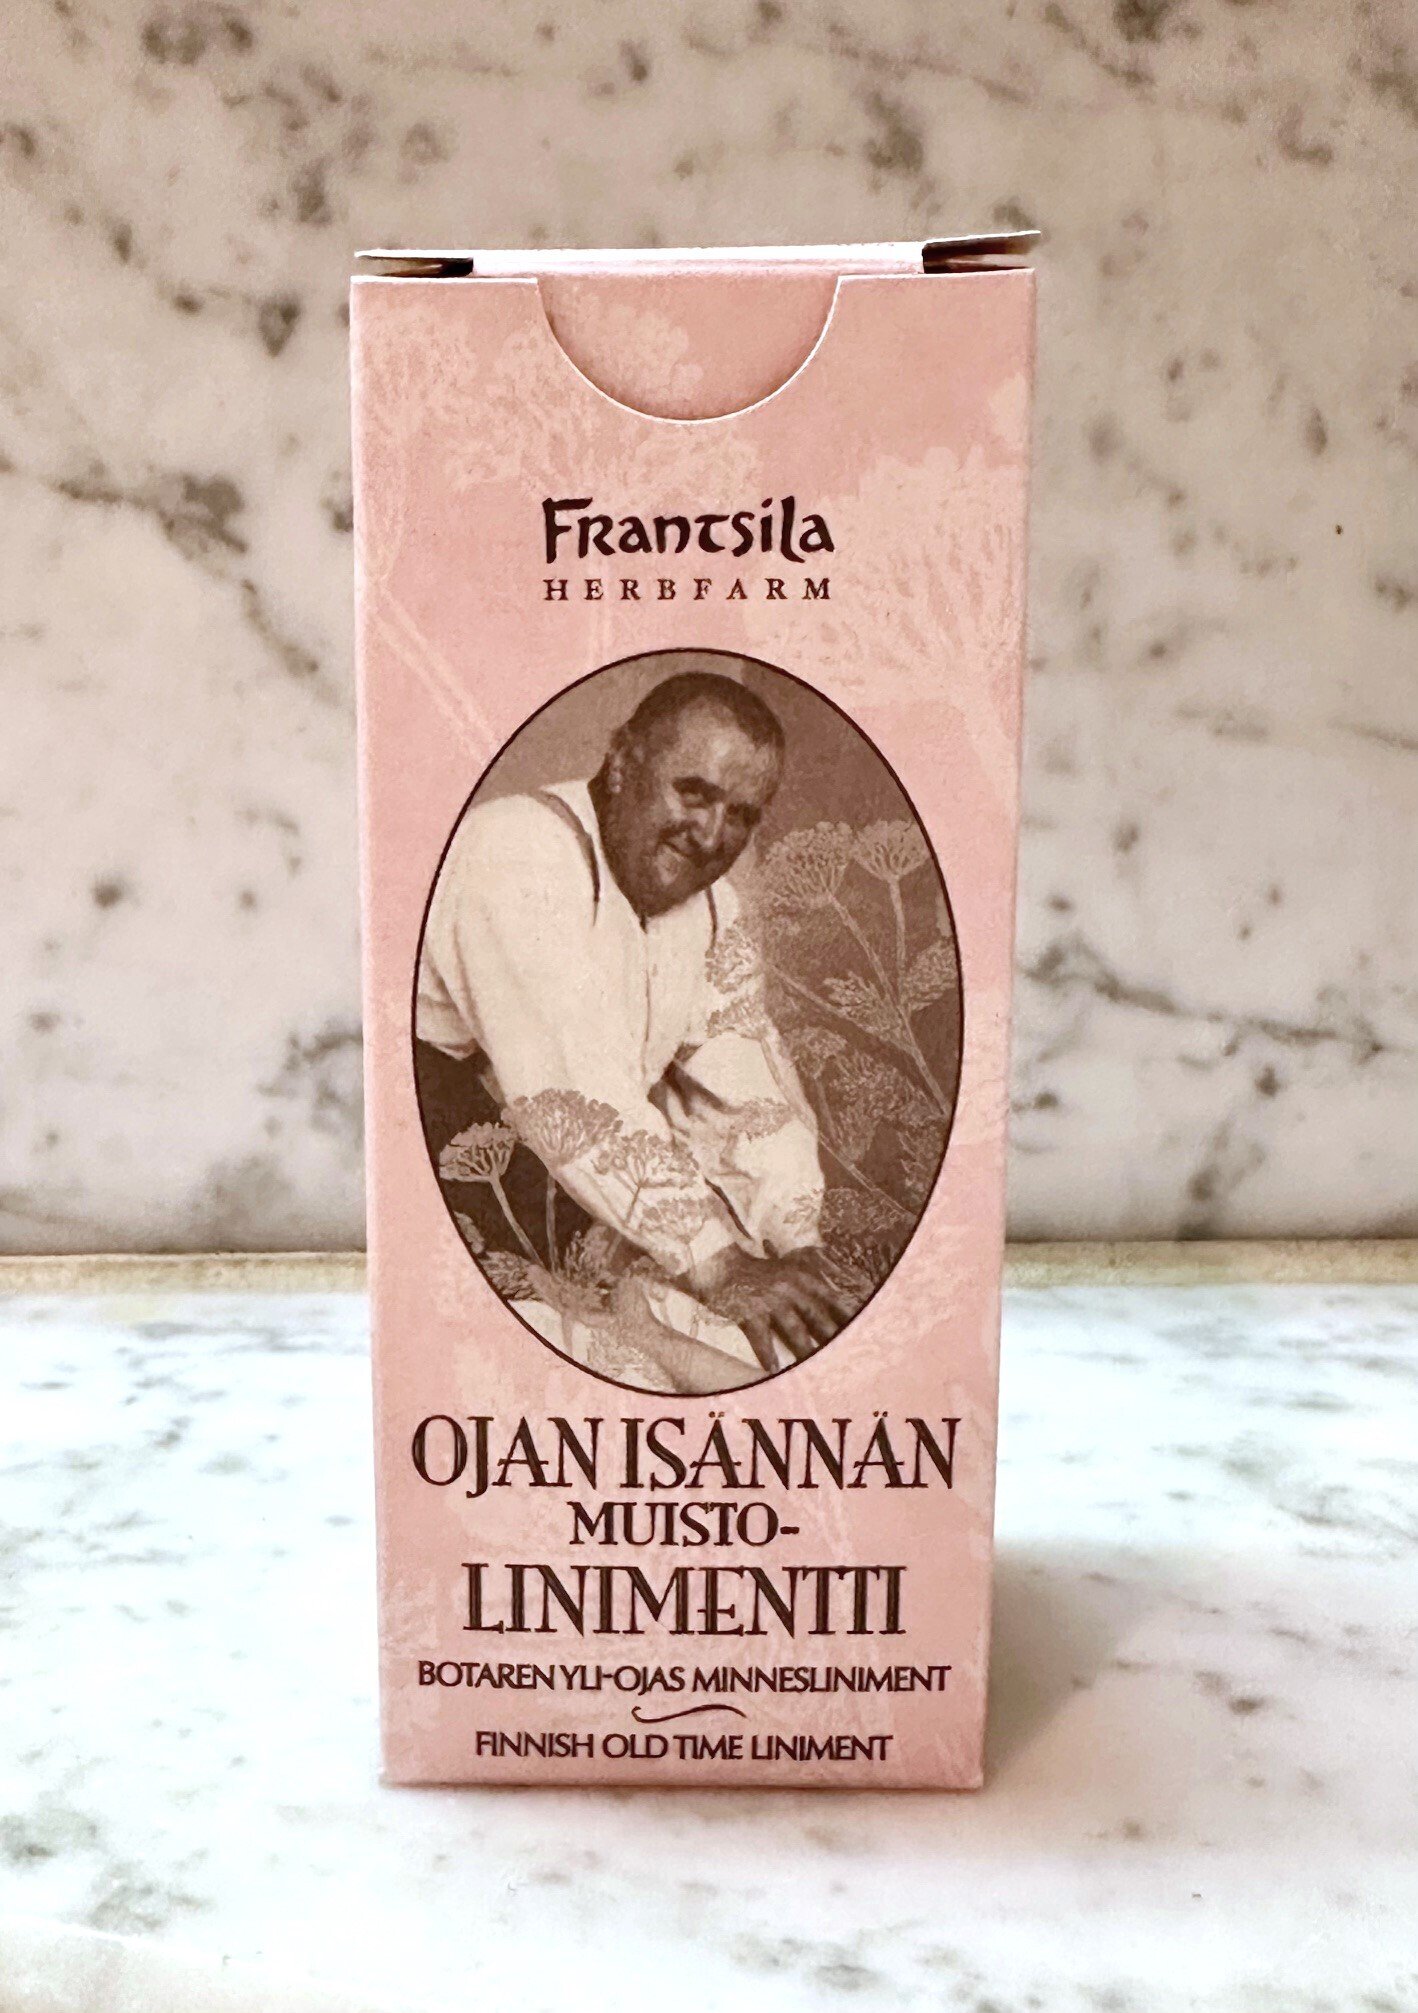 Frantsila
HERBFARM
OJAN ISÄNNÄN
MUISTO-
LINIMENTTI
BOTAREN YLI-OJAS MINNESLINIMENT
FINNISH OLD TIME LINIMENT